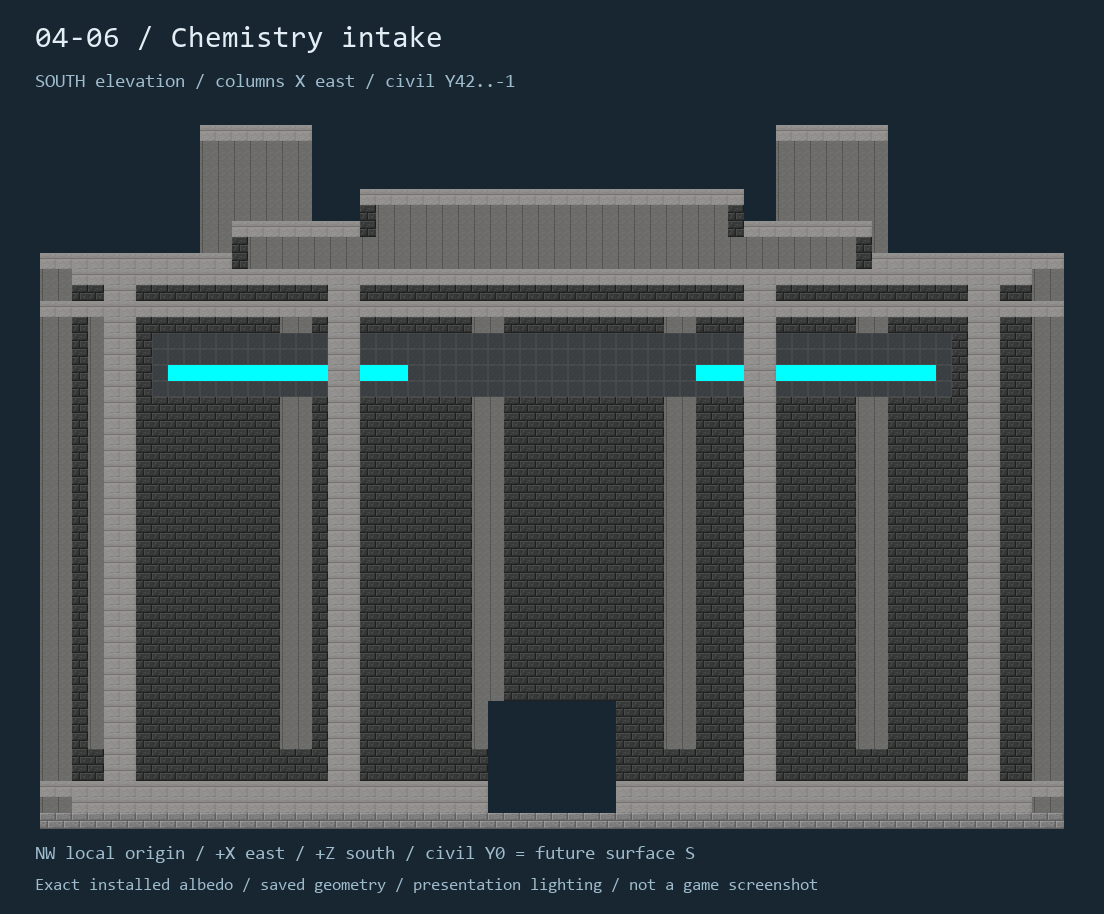 04-06 / Chemistry intake
SOUTH elevation / columns X east / civil Y42..-1
NW local origin / +X east / +Z south / civil Y0 = future surface S
Exact installed albedo / saved geometry / presentation lighting / not a game screenshot